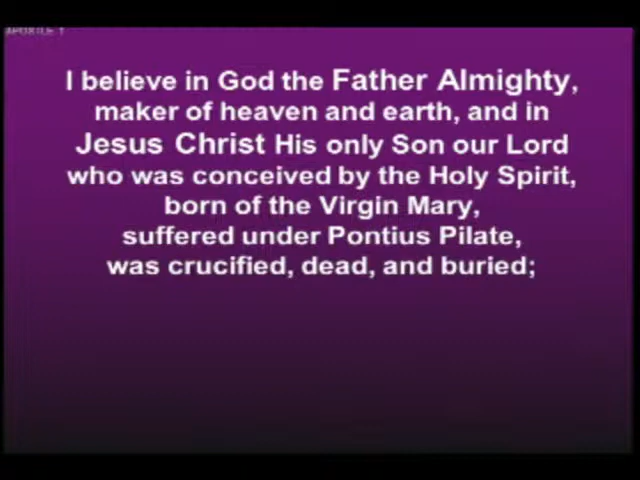 APOSTLE 1
I believe in God the Father Almighty,
maker of heaven and earth, and in
Jesus Christ His only Son our Lord
who was conceived by the Holy Spirit,
born of the Virgin Mary,
suffered under Pontius Pilate,
was crucified, dead, and buried;